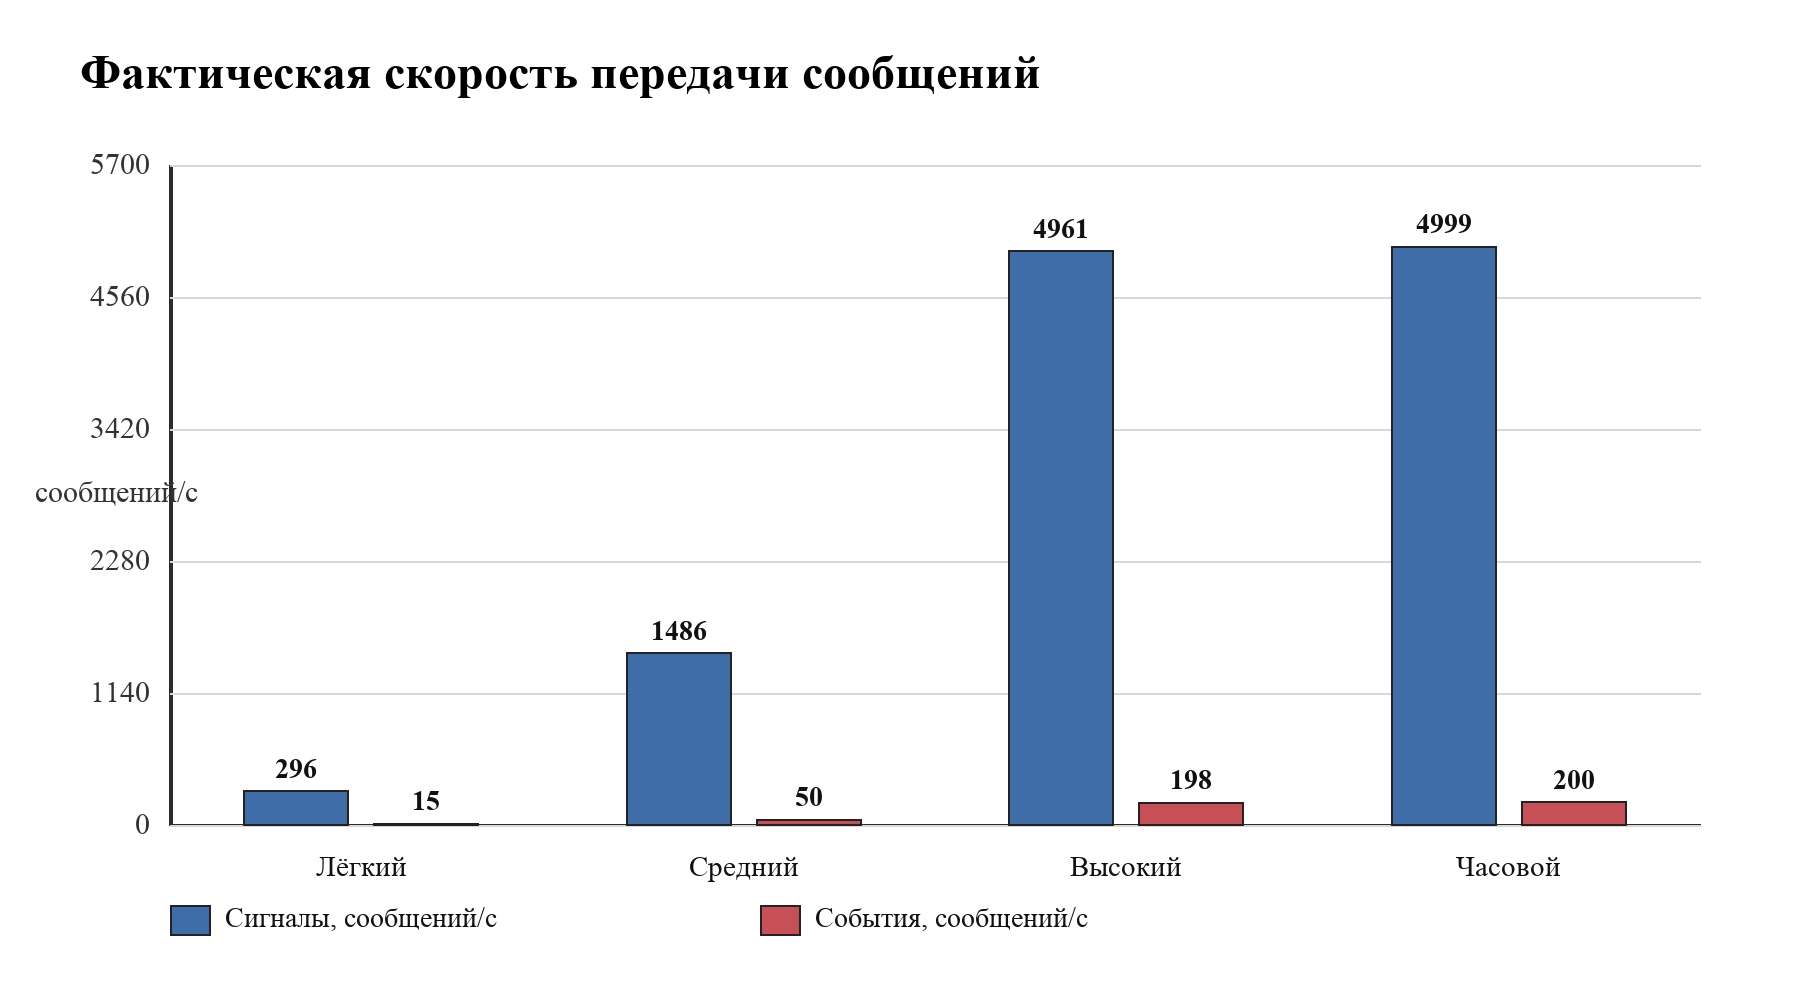 Фактическая скорость передачи сообщений
5700
4560
3420
сообщений/с
2280
1140
0
296
15
1486
50
4961
198
4999
200
Лёгкий
Средний
Высокий
Часовой
Сигналы, сообщений/с
События, сообщений/с